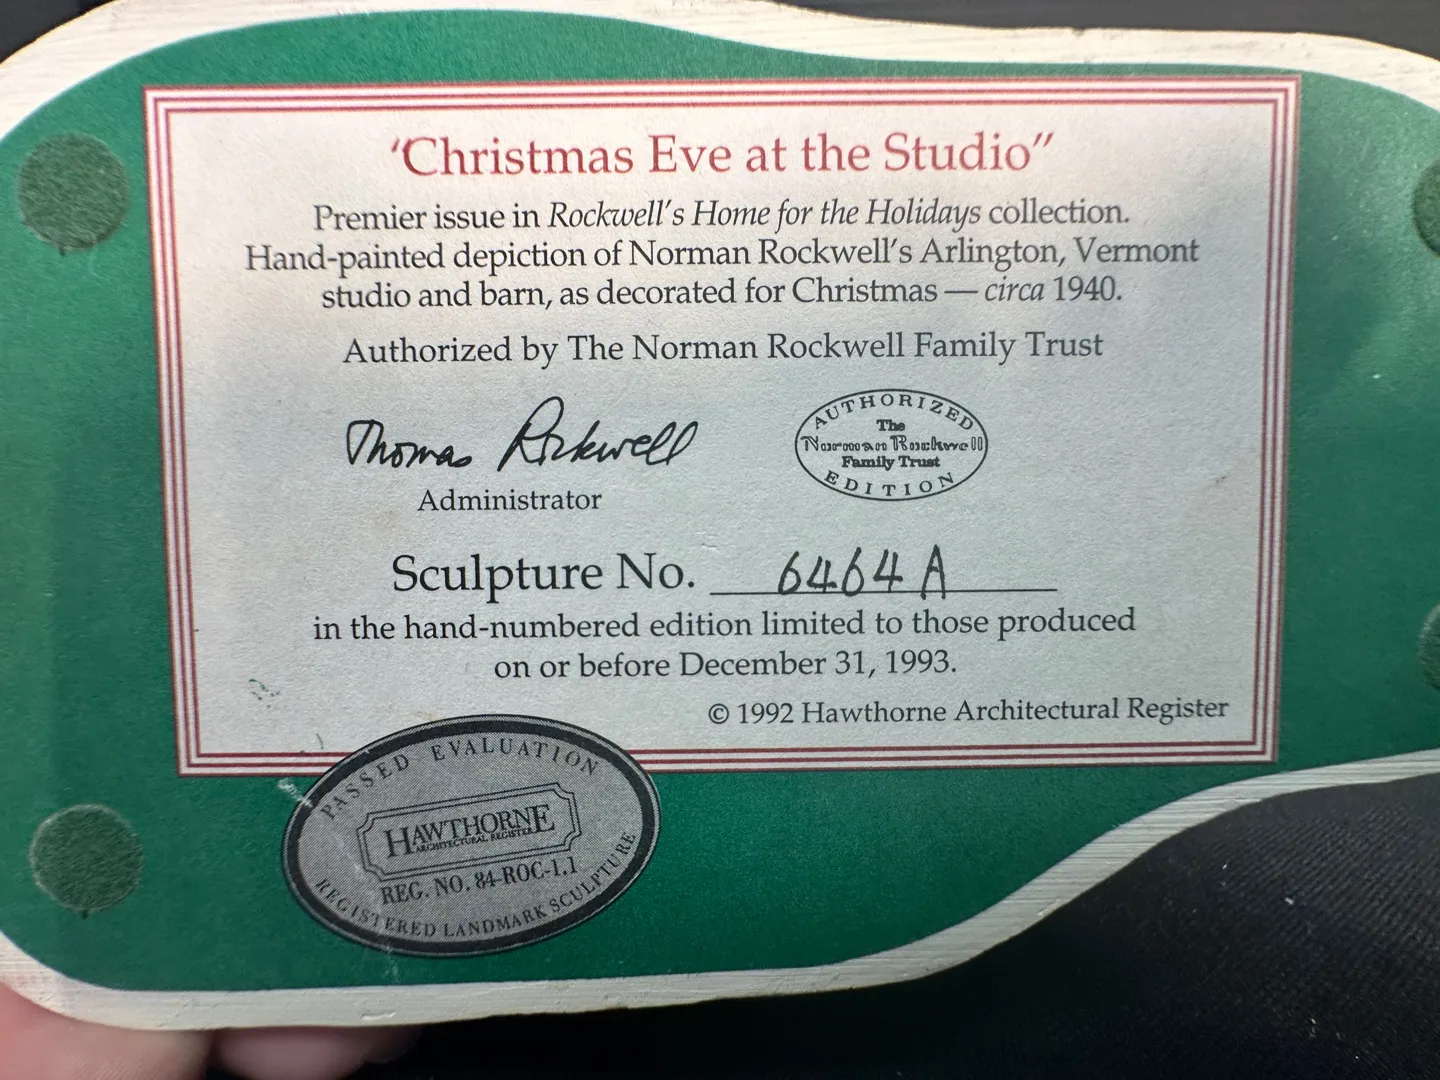 "Christmas Eve at the Studio"
Premier issue in Rockwell's Home for the Holidays collection.
Hand-painted depiction of Norman Rockwell's Arlington, Vermont
studio and barn, as decorated for Christmas — circa 1940.
Authorized by The Norman Rockwell Family Trust
Thomas Rockwell
Administrator
AUTHORIZED
The
Norman Rockwell
Family Trust
EDITION
Sculpture No. 6464 A
in the hand-numbered edition limited to those produced
on or before December 31, 1993.
© 1992 Hawthorne Architectural Register
PASSED EVALUATION
HAWTHORNE
ARCHITECTURAL REGISTER
REG. NO. 84-ROC-1.1
REGISTERED LANDMARK SCULPTURE